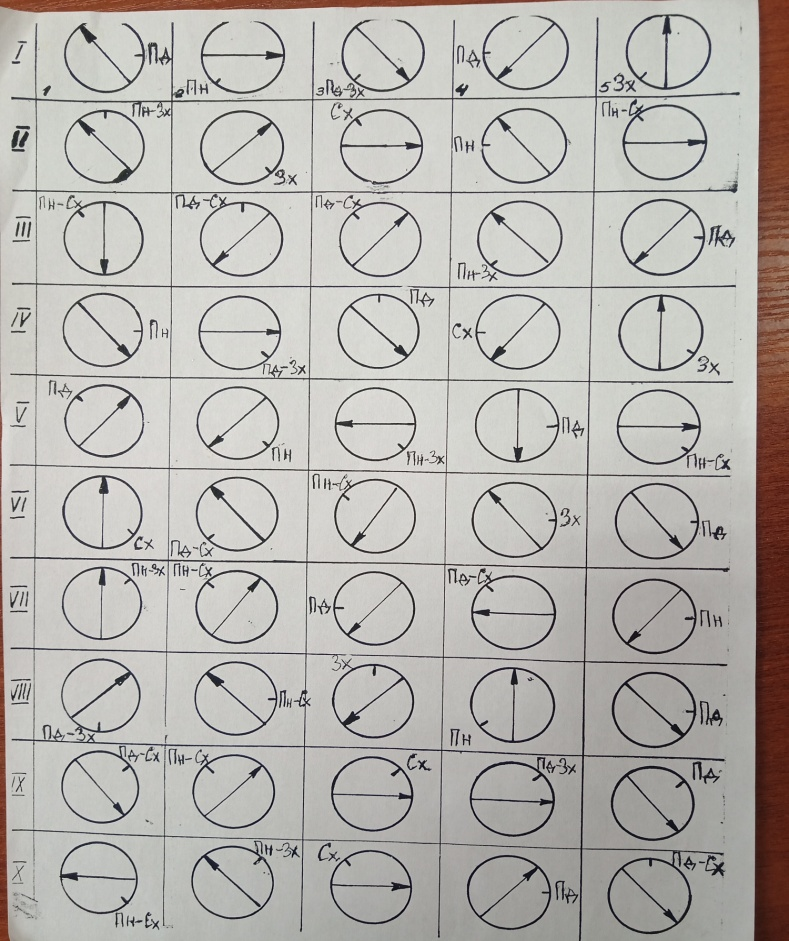 I Пд Пн Пд-Зх Пд Зх
1 2 3 4 5
II Пн-Зх Зх Сх Пн Пн-Сх
III Пн-Сх Пд-Сх Пд-Сх Пн-Зх Пд
IV Пн Пд-Зх Пд Сх Зх
V Пд Пн Пн-Зх Пд Пн-Сх
VI Сх Пд-Сх Пн-Сх Зх Пд
VII Пн-Зх Пн-Сх Пд Пд-Сх Пн
VIII Пд-Зх Пн-Сх Зх Пн Пд
IX Пд-Сх Пн-Сх Сх Пд-Зх Пд
X Пн-Сх Пн-Зх Сх Пд Пд-Сх